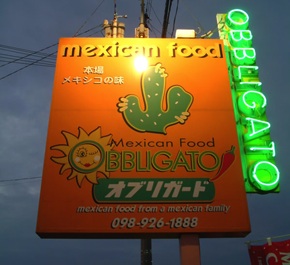 mexican food
本場
メキシコの味
Mexican Food
OBBLIGATO
オブリガード
mexican food from a mexican family
098-926-1888
OBBLIGATO